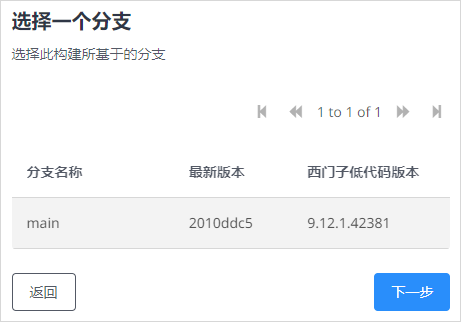 选择一个分支
选择此构建所基于的分支
1 to 1 of 1
分支名称 最新版本 西门子低代码版本
main 2010ddc5 9.12.1.42381
返回 下一步